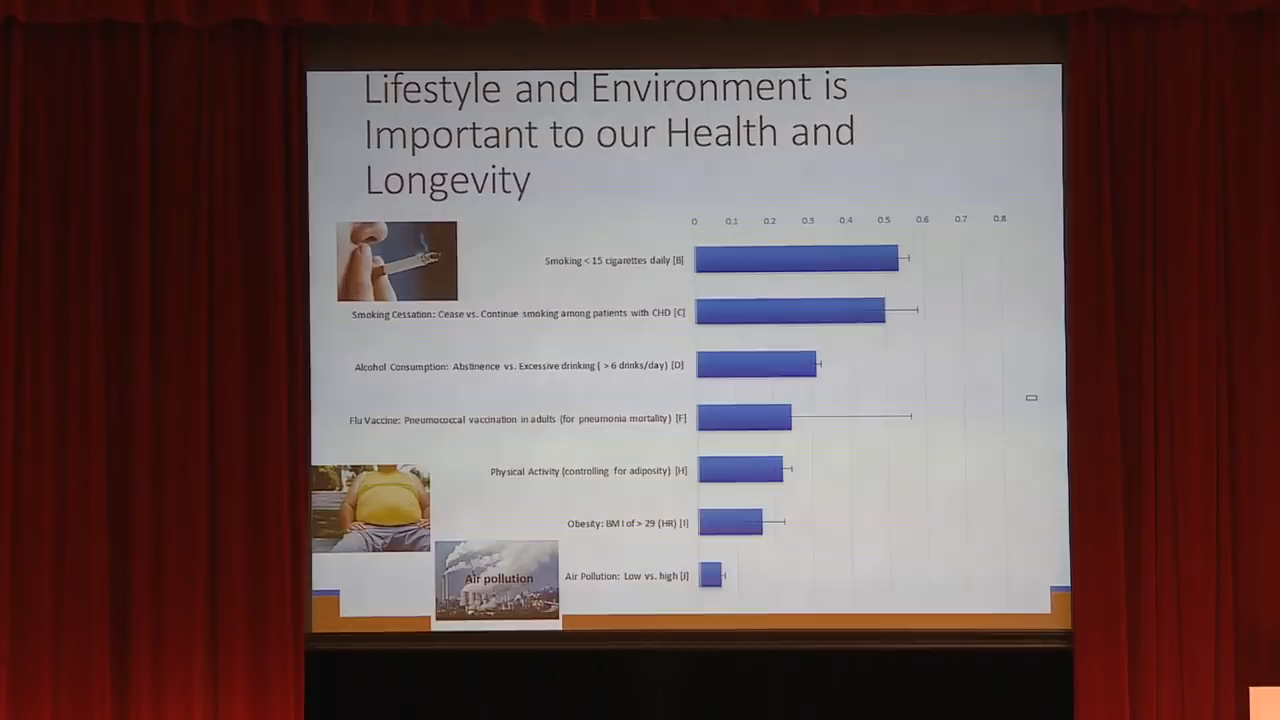 Lifestyle and Environment is
Important to our Health and
Longevity
0 0.1 0.2 0.3 0.4 0.5 0.6 0.7 0.8
Smoking < 15 cigarettes daily [B]
Smoking Cessation: Cease vs. Continue smoking among patients with CHD [C]
Alcohol Consumption: Abstinence vs. Excessive drinking ( > 6 drinks/day) [D]
Flu Vaccine: Pneumococcal vaccination in adults (for pneumonia mortality) [F]
Physical Activity (controlling for adiposity) [H]
Obesity: BMI of > 29 (HR) [I]
Air pollution
Air Pollution: Low vs. high [J]